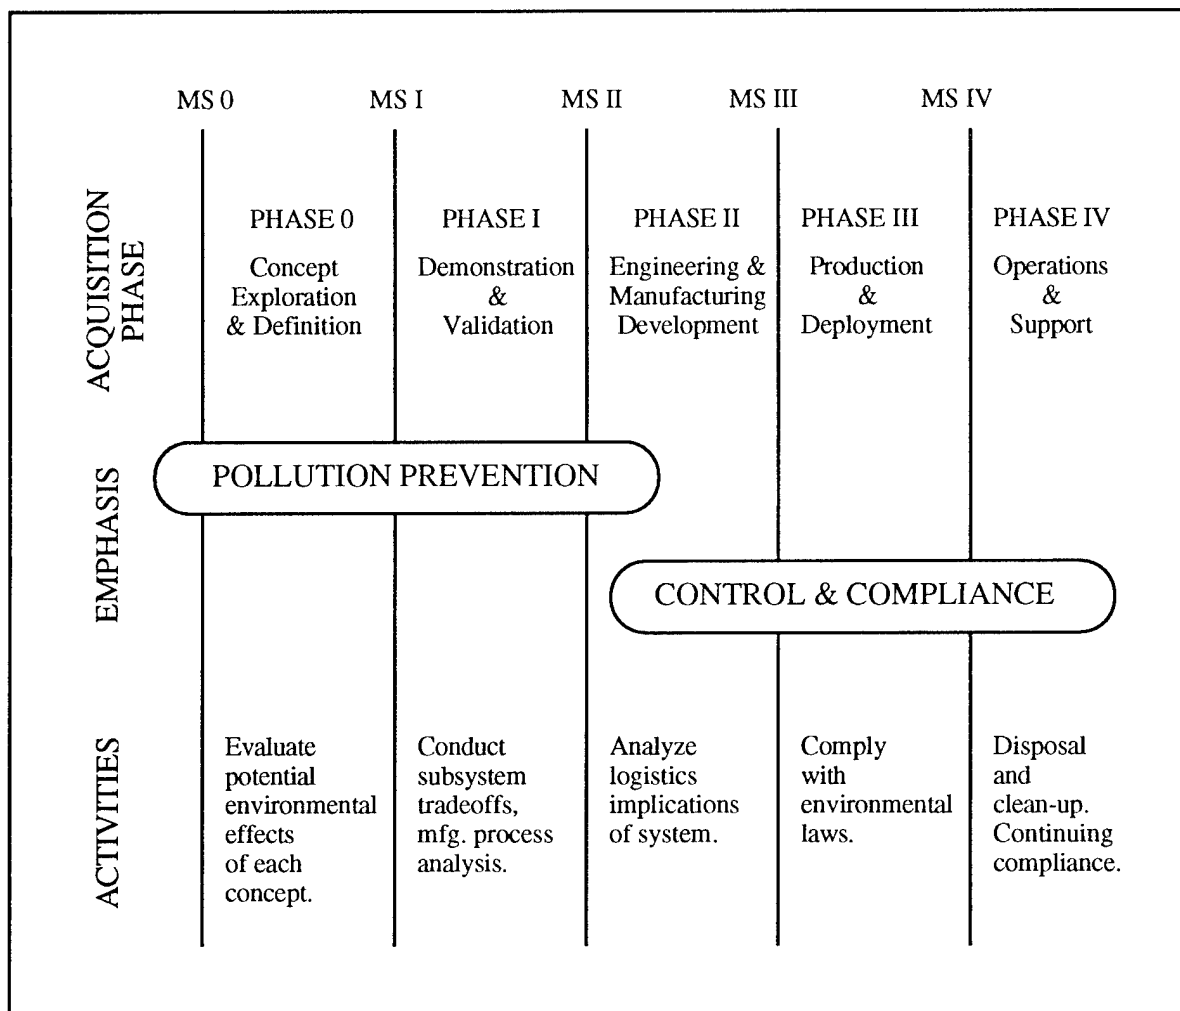 MS 0
MS I
MS II
MS III
MS IV
ACQUISITION
PHASE
PHASE 0
Concept
Exploration
& Definition
PHASE I
Demonstration
&
Validation
PHASE II
Engineering &
Manufacturing
Development
PHASE III
Production
&
Deployment
PHASE IV
Operations
&
Support
EMPHASIS
POLLUTION PREVENTION
CONTROL & COMPLIANCE
ACTIVITIES
Evaluate
potential
environmental
effects
of each
concept.
Conduct
subsystem
tradeoffs,
mfg. process
analysis.
Analyze
logistics
implications
of system.
Comply
with
environmental
laws.
Disposal
and
clean-up.
Continuing
compliance.